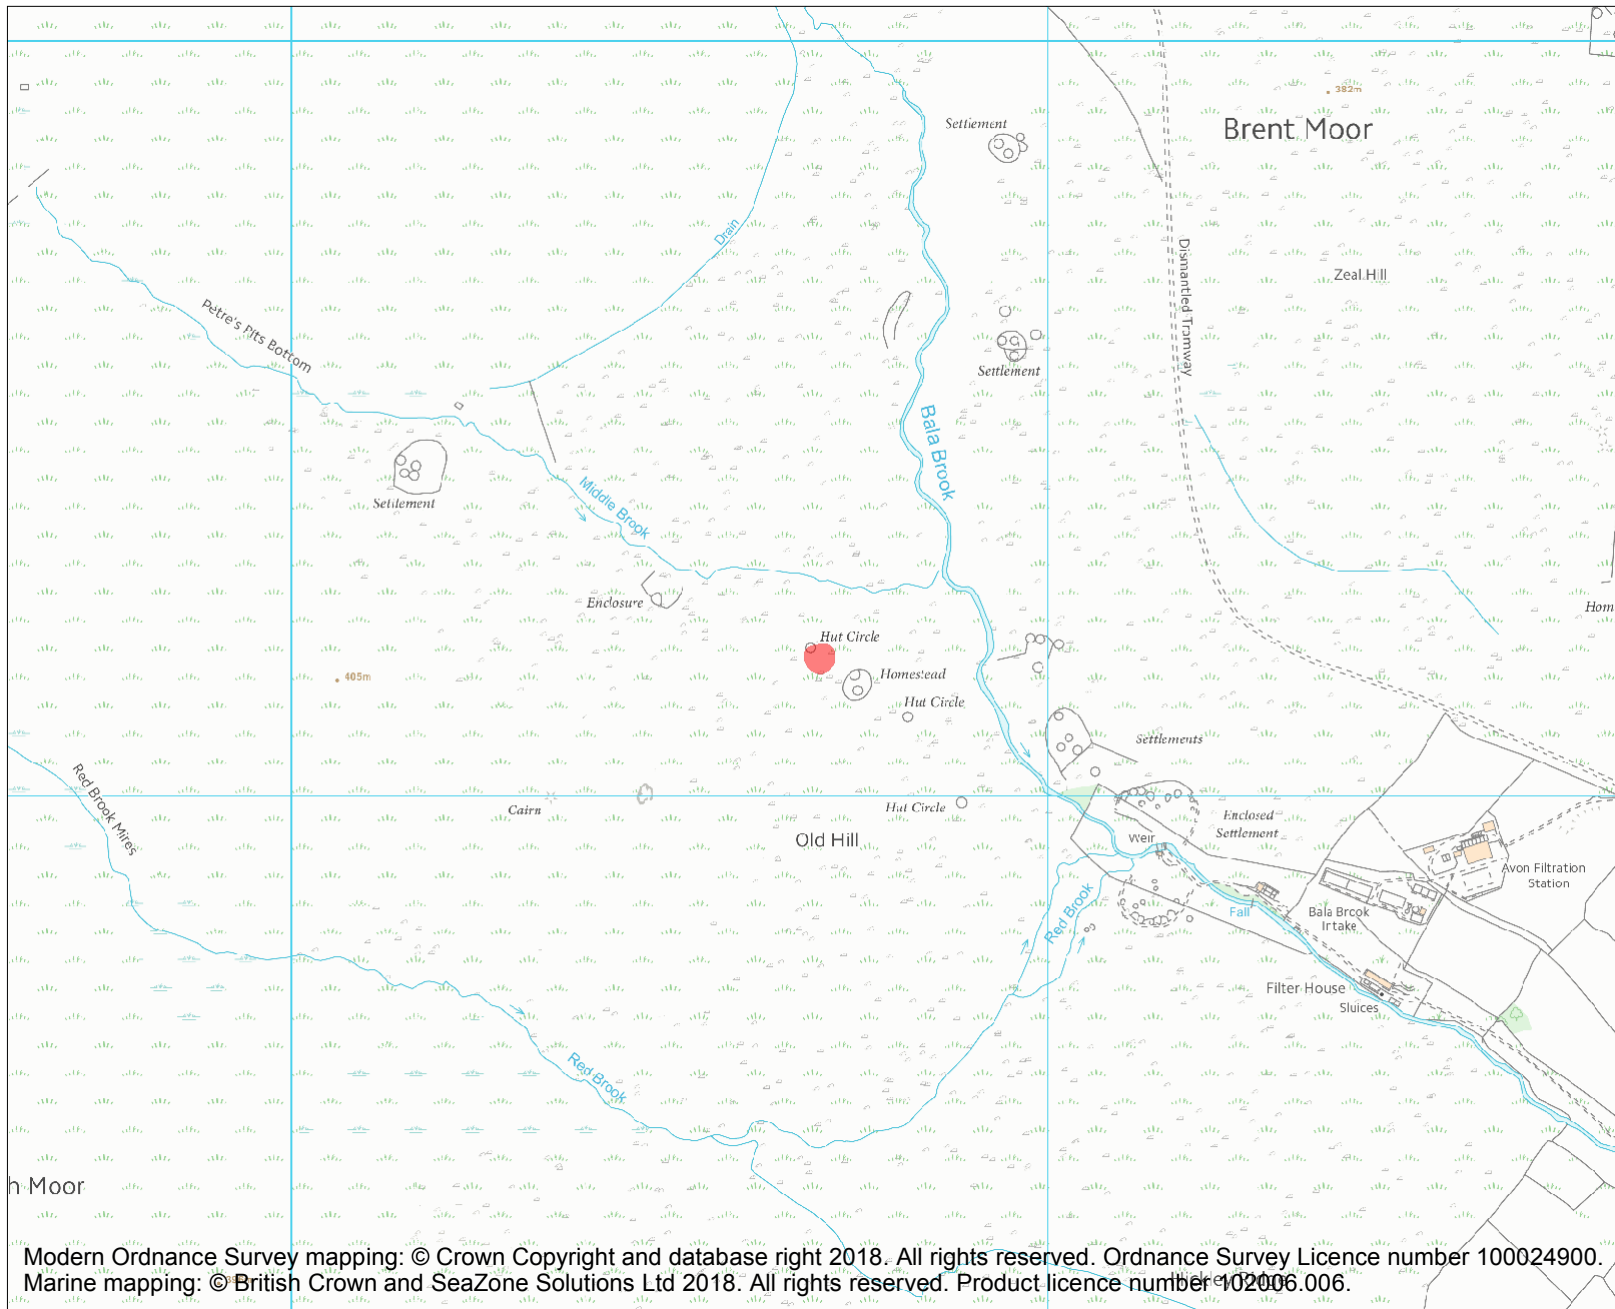 382m
Brent Moor
Settlement
Drain
Dismantled Tramway
Zeal Hill
Petre's Pits Bottom
Settlement
Bala Brook
Settlement
Middle Brook
Enclosure
Hom
Hut Circle
405m
Homestead
Hut Circle
Settlements
Red Brook Mires
Cairn
Hut Circle
Enclosed
Settlement
Old Hill
Weir
Avon Filtration
Station
Red Brook
Fall
Bala Brook
Intake
Filter House
Sluices
Red Brook
h Moor
Modern Ordnance Survey mapping: © Crown Copyright and database right 2018. All rights reserved. Ordnance Survey Licence number 100024900.
Marine mapping: © British Crown and SeaZone Solutions Ltd 2018. All rights reserved. Product licence number 102006.006.